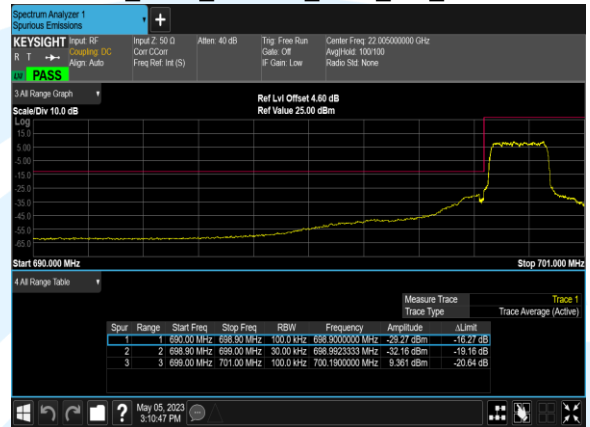 Spectrum Analyzer 1
Spurious Emissions
KEYSIGHT Input: RF
R T Coupling: DC
Align: Auto
Input Z: 50 Ω
Corr CCorr
Freq Ref: Int (S)
Atten: 40 dB
Trig: Free Run
Gate: Off
IF Gain: Low
Center Freq: 22.005000000 GHz
Avg|Hold: 100/100
Radio Std: None
PASS
3 All Range Graph
Scale/Div 10.0 dB
Ref Lvl Offset 4.60 dB
Ref Value 25.00 dBm
Log
15.0
5.00
-5.00
-15.0
-25.0
-35.0
-45.0
-55.0
-65.0
Start 690.000 MHz
Stop 701.000 MHz
4 All Range Table
Measure Trace Trace 1
Trace Type Trace Average (Active)
Spur Range Start Freq Stop Freq RBW Frequency Amplitude ΔLimit
1 1 690.00 MHz 698.90 MHz 100.0 kHz 698.9000000 MHz -29.27 dBm -16.27 dB
2 2 698.90 MHz 699.00 MHz 30.00 kHz 698.9923333 MHz -32.16 dBm -19.16 dB
3 3 699.00 MHz 701.00 MHz 100.0 kHz 700.1900000 MHz 9.361 dBm -20.64 dB
?
May 05, 2023
3:10:47 PM